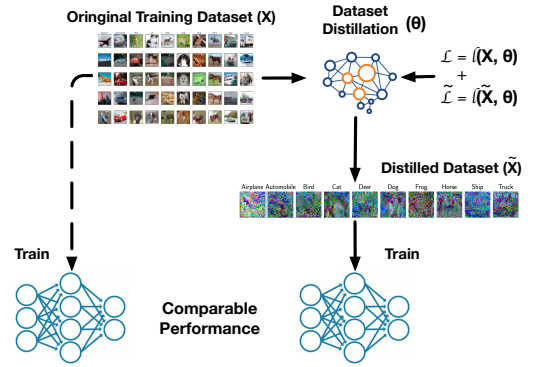 Oringinal Training Dataset (X)
Dataset
Distillation (θ)
ℒ = l(X, θ)
+
ℒ̃ = l(X̃, θ)
Distilled Dataset (X̃)
Airplane Automobile Bird Cat Deer Dog Frog Horse Ship Truck
Train
Train
Comparable
Performance